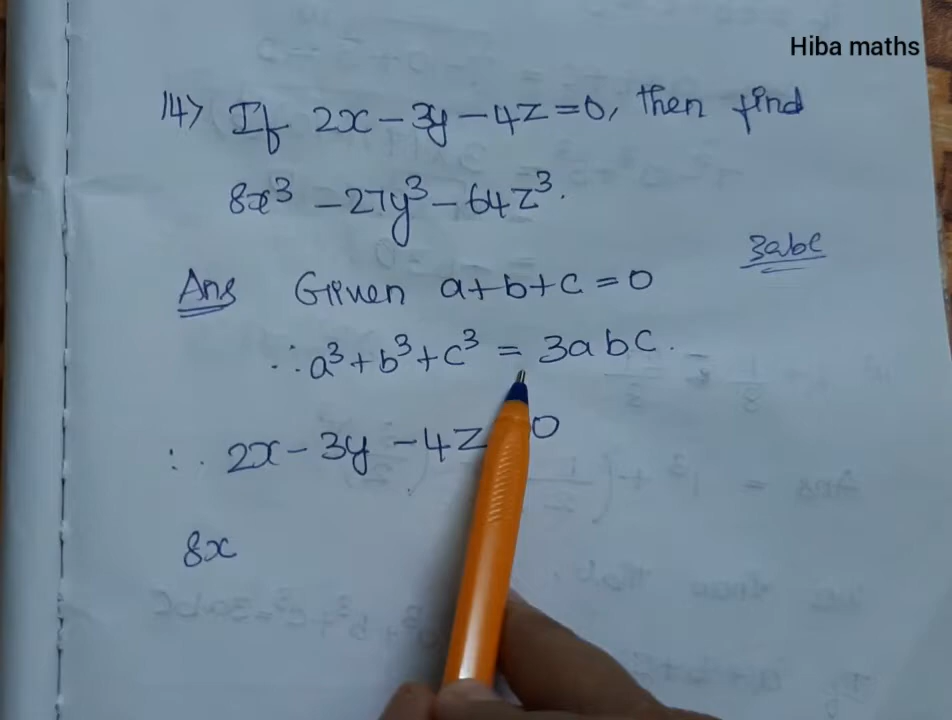 Hiba maths
14> If 2x - 3y - 4z = 0, then find
8x³ - 27y³ - 64z³.
3abc
Ans Given a + b + c = 0
∴ a³ + b³ + c³ = 3abc.
∴ 2x - 3y - 4z 0
8x